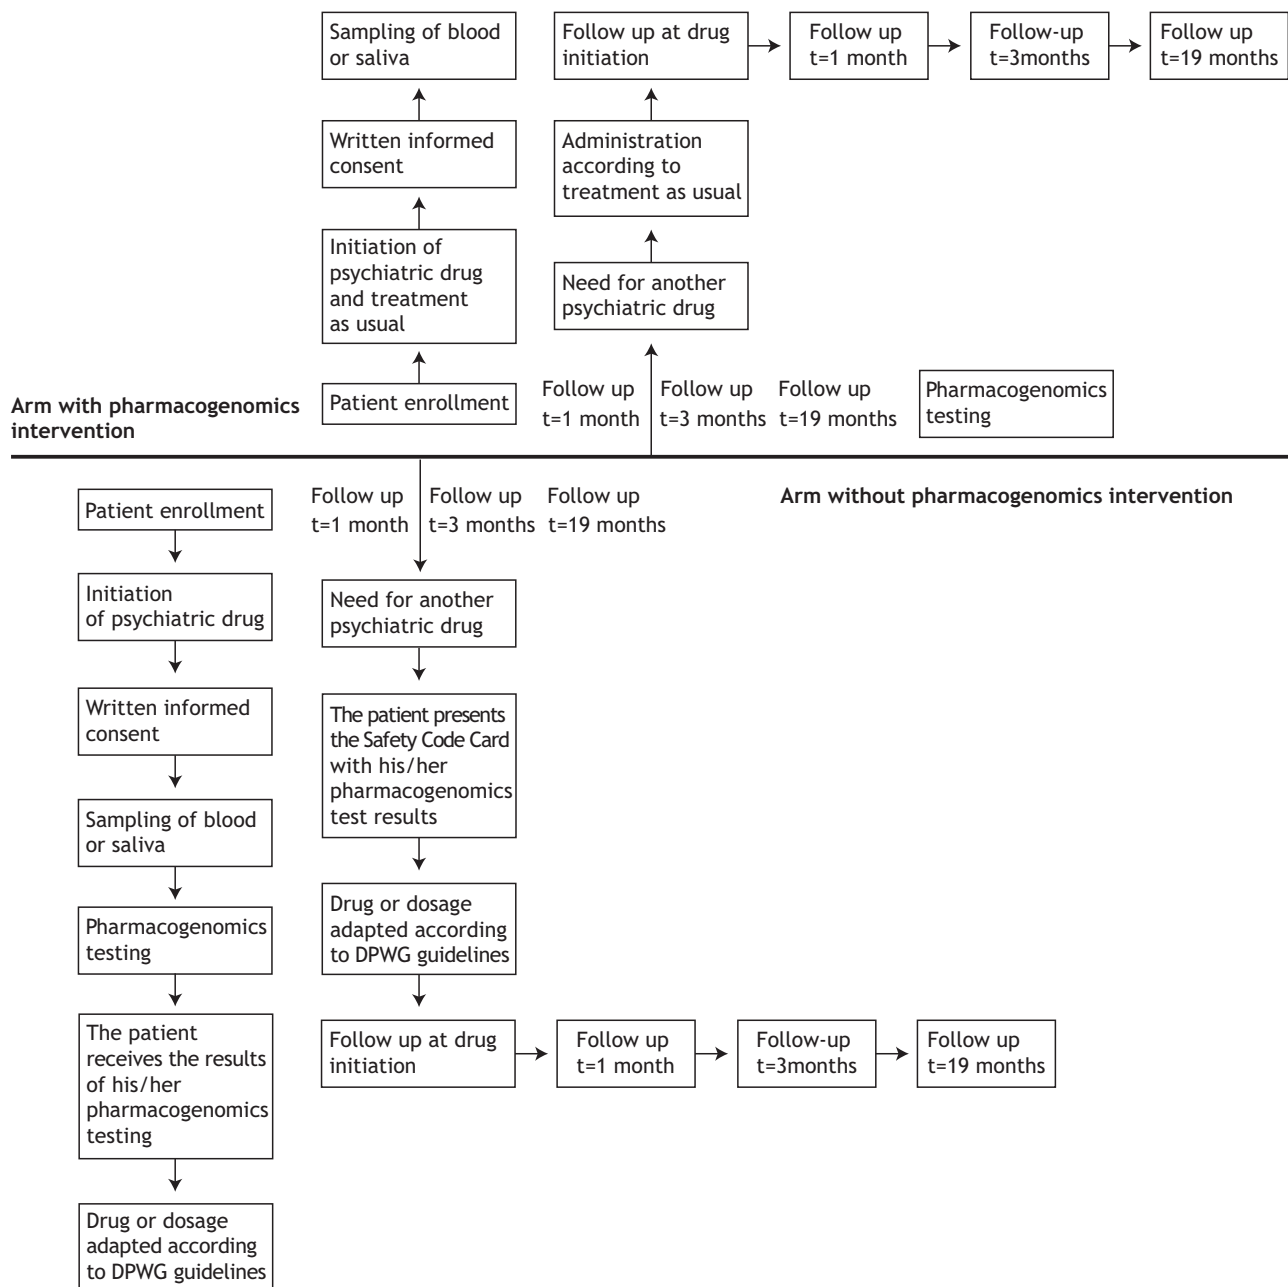 Sampling of blood
or saliva
Follow up at drug
initiation
Follow up
t=1 month
Follow-up
t=3months
Follow up
t=19 months
Written informed
consent
Administration
according to
treatment as usual
Initiation of
psychiatric drug
and treatment
as usual
Need for another
psychiatric drug
Patient enrollment
Follow up
t=1 month
Follow up
t=3 months
Follow up
t=19 months
Pharmacogenomics
testing
Arm with pharmacogenomics
intervention
Arm without pharmacogenomics intervention
Patient enrollment
Initiation
of psychiatric drug
Written informed
consent
Sampling of blood
or saliva
Pharmacogenomics
testing
The patient
receives the results
of his/her
pharmacogenomics
testing
Drug or dosage
adapted according
to DPWG guidelines
Follow up
t=1 month
Follow up
t=3 months
Follow up
t=19 months
Need for another
psychiatric drug
The patient presents
the Safety Code Card
with his/her
pharmacogenomics
test results
Drug or dosage
adapted according
to DPWG guidelines
Follow up at drug
initiation
Follow up
t=1 month
Follow-up
t=3months
Follow up
t=19 months